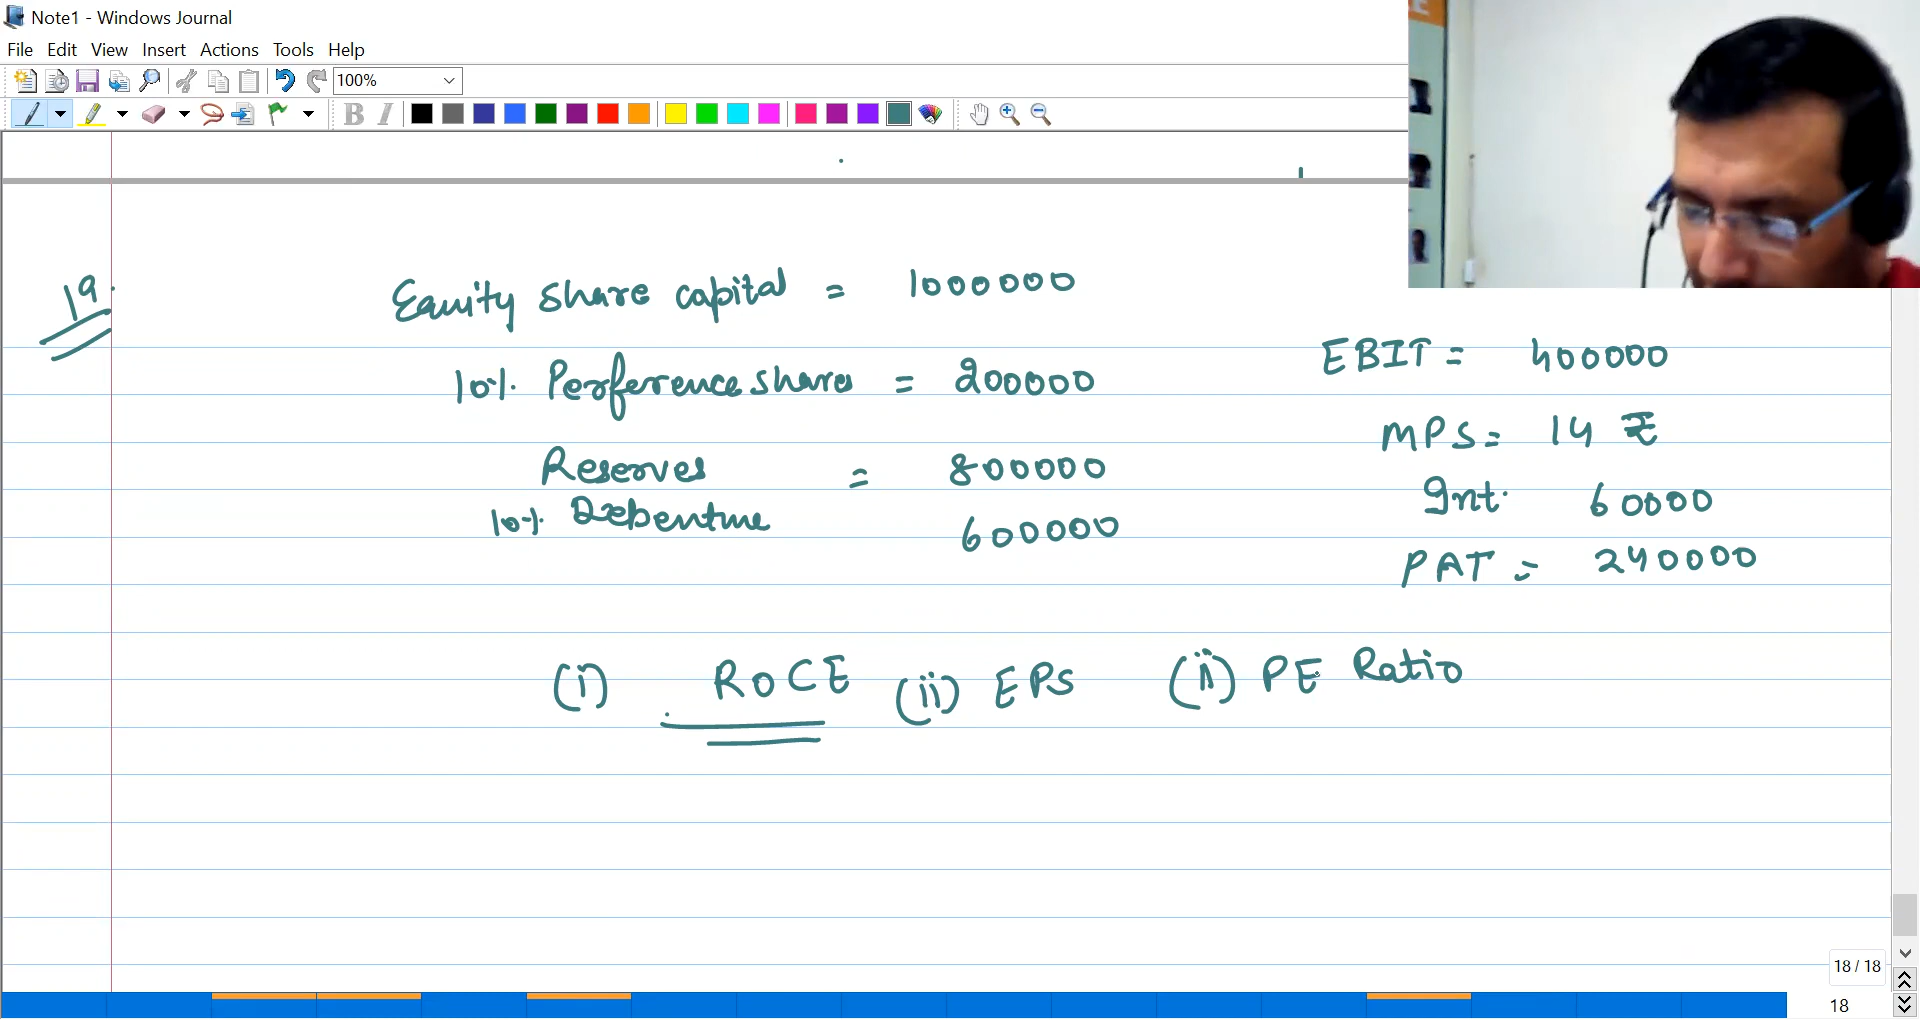 Note1 - Windows Journal
File Edit View Insert Actions Tools Help
100%
B I
19.
Equity share capital = 1000000
10% Perference share = 200000
Reserves = 800000
10% Debenture 600000
EBIT = 400000
MPS = 14 ₹
Int. 60000
PAT = 240000
(i) ROCE (ii) EPS (ii) PE Ratio
18 / 18
18